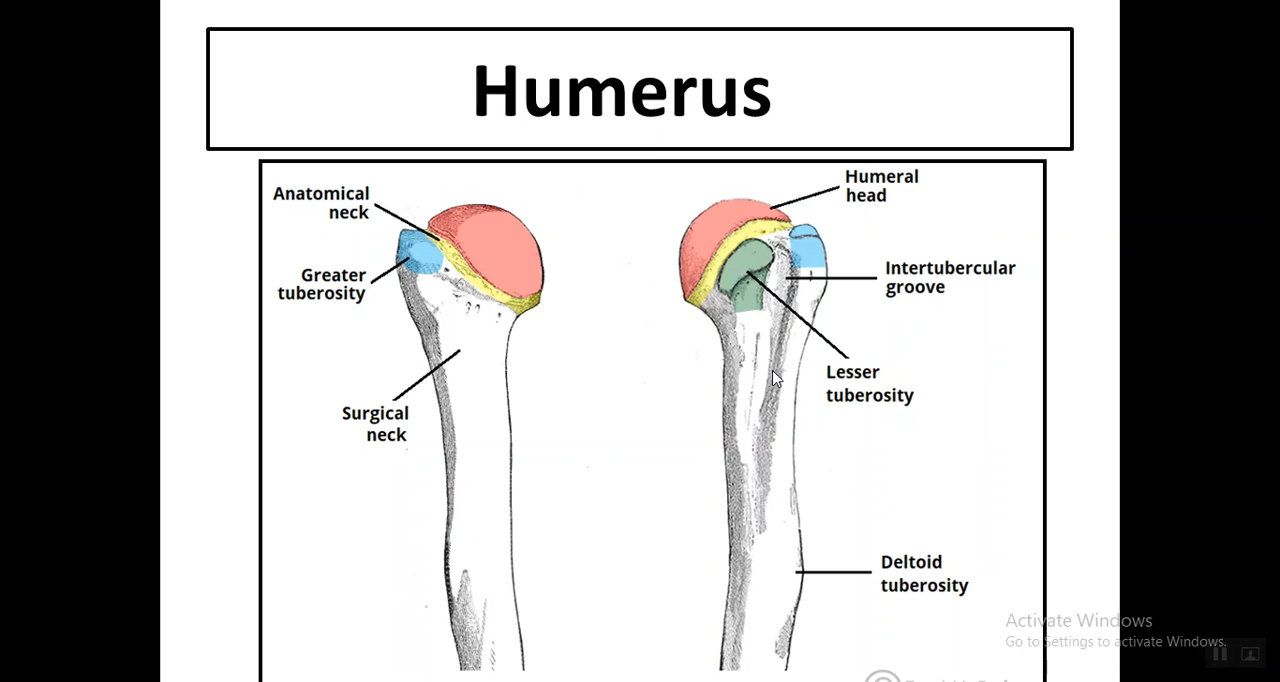 Humerus
Anatomical
neck
Greater
tuberosity
Surgical
neck
Humeral
head
Intertubercular
groove
Lesser
tuberosity
Deltoid
tuberosity
Activate Windows
Go to Settings to activate Windows.